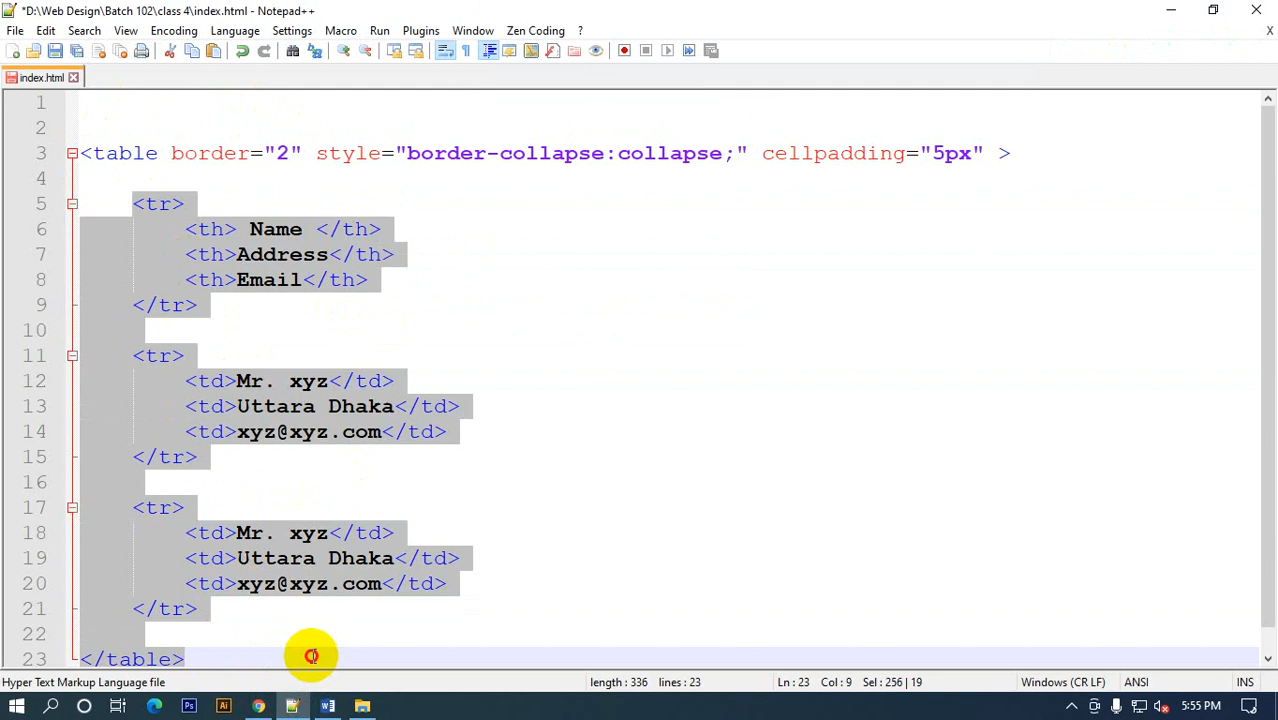 *D:\Web Design\Batch 102\class 4\index.html - Notepad++
File Edit Search View Encoding Language Settings Macro Run Plugins Window Zen Coding ? X
index.html
1
2
3 <table border="2" style="border-collapse:collapse;" cellpadding="5px" >
4
5 <tr>
6 <th> Name </th>
7 <th>Address</th>
8 <th>Email</th>
9 </tr>
10
11 <tr>
12 <td>Mr. xyz</td>
13 <td>Uttara Dhaka</td>
14 <td>xyz@xyz.com</td>
15 </tr>
16
17 <tr>
18 <td>Mr. xyz</td>
19 <td>Uttara Dhaka</td>
20 <td>xyz@xyz.com</td>
21 </tr>
22
23 </table>
Hyper Text Markup Language file length : 336 lines : 23 Ln : 23 Col : 9 Sel : 256 | 19 Windows (CR LF) ANSI INS
Ps Ai W 5:55 PM